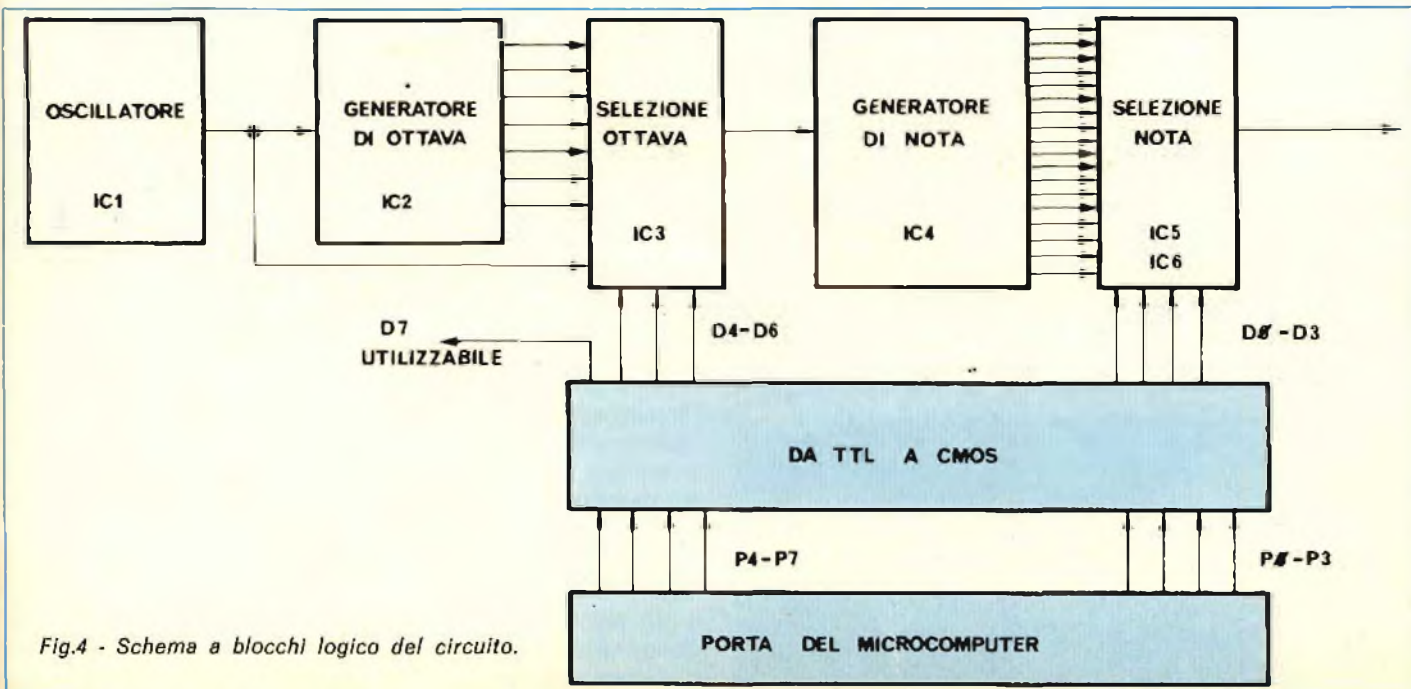 OSCILLATORE
IC1
GENERATORE
DI OTTAVA
IC2
SELEZIONE
OTTAVA
IC3
GENERATORE
DI NOTA
IC4
SELEZIONE
NOTA
IC5
IC6
D7
UTILIZZABILE
D4-D6
DØ-D3
DA TTL A CMOS
P4-P7
PØ-P3
PORTA DEL MICROCOMPUTER
Fig.4 - Schema a blocchi logico del circuito.